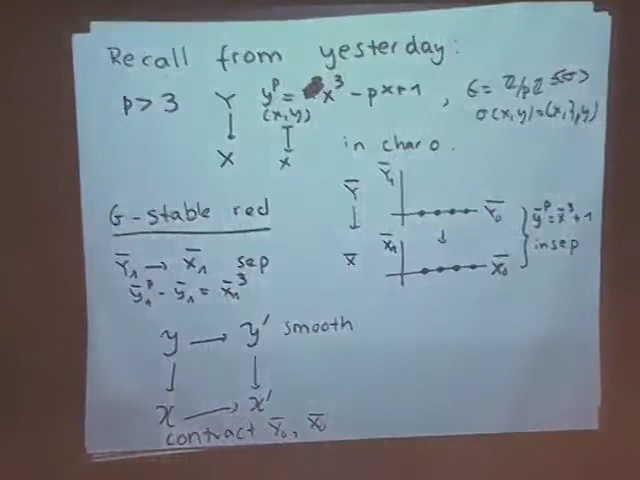 Recall from yesterday:
p > 3 Y y^p = x^3 - px+1 , G = Z/pZ = <σ>
(x,y) σ(x,y) = (x,ζy)
↓ ↧
X x in char 0.
G-stable red
Ȳ Ȳ₁ Ȳ₀ } ȳ^p = x̄^3+1
↓ ↓ insep
X̄ X̄₁ X̄₀
Ȳ₁ → X̄₁ sep
ȳ₁^p - ȳ₁ = x̄₁^3
y → y' smooth
↓ ↓
x → x'
contract Ȳ₀, X̄₀